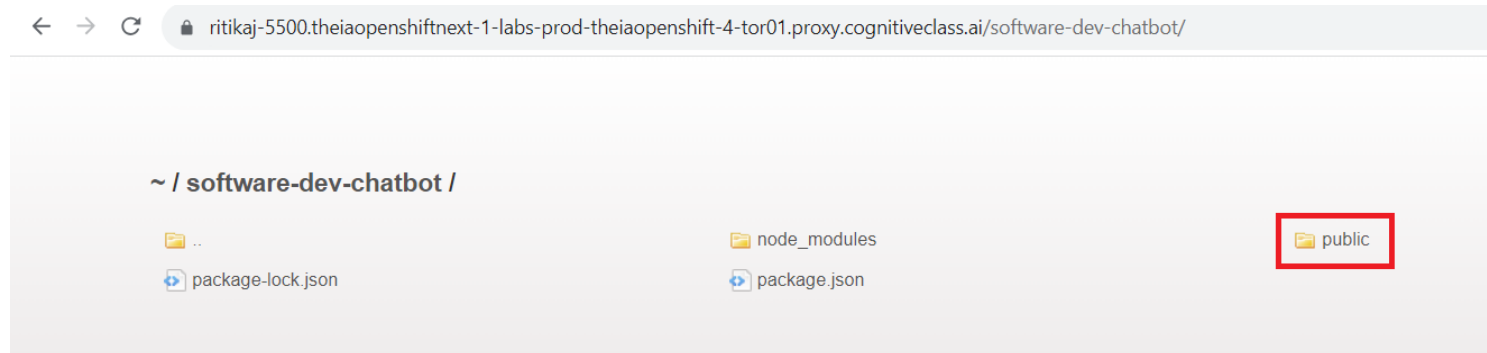 ritikaj-5500.theiaopenshiftnext-1-labs-prod-theiaopenshift-4-tor01.proxy.cognitiveclass.ai/software-dev-chatbot/
~ / software-dev-chatbot /
.. node_modules public
package-lock.json package.json